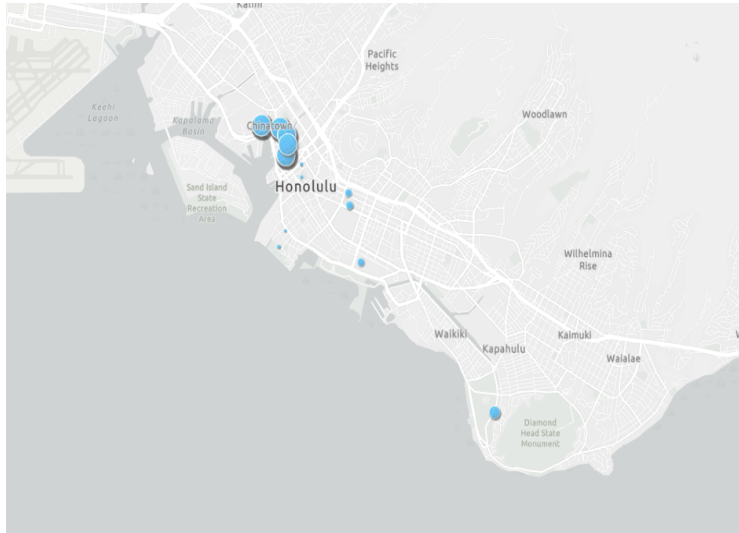 Kalihi
Pacific
Heights
Keehi
Lagoon
Kapalama
Basin
Chinatown
Woodlawn
Honolulu
Sand Island
State
Recreation
Area
Wilhelmina
Rise
Waikiki
Kapahulu
Kaimuki
Waialae
Diamond
Head State
Monument